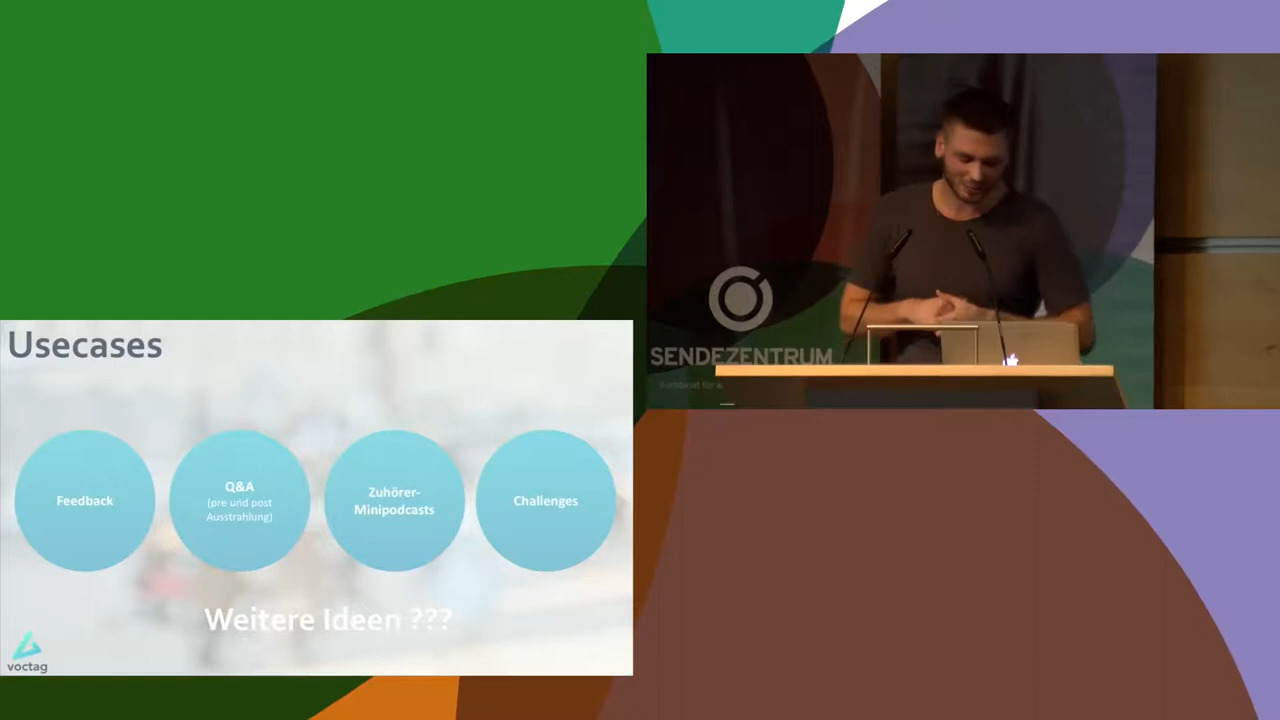 Usecases
Feedback
Q&A
(pre und post
Ausstrahlung)
Zuhörer-
Minipodcasts
Challenges
Weitere Ideen ???
voctag
SENDEZENTRUM